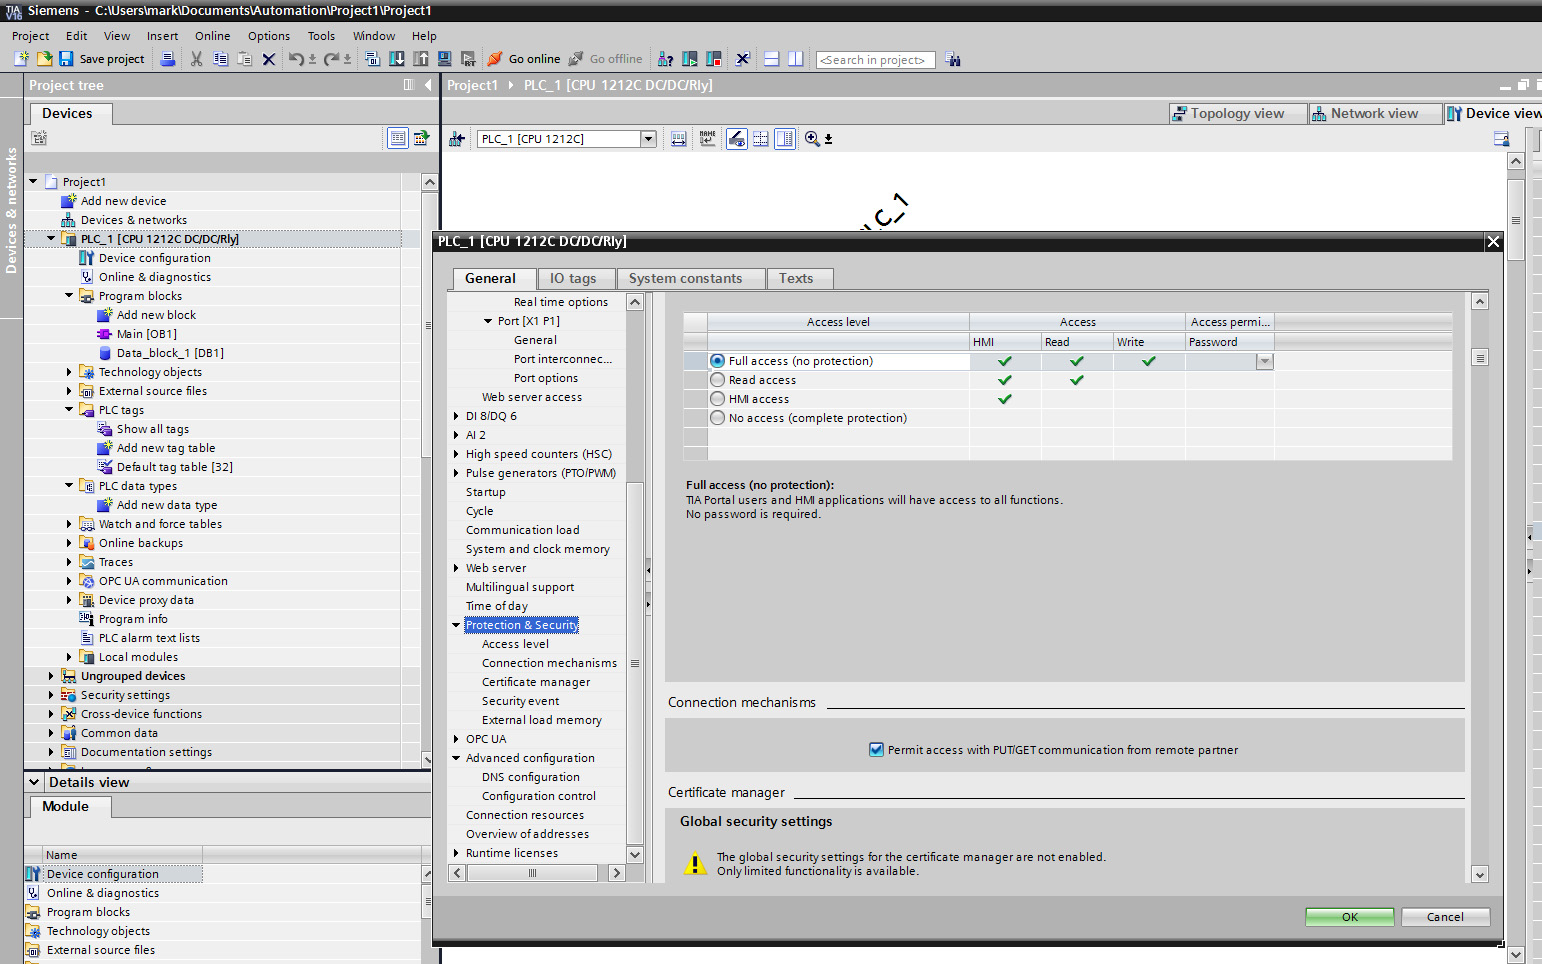 TIA V16
Siemens - C:\Users\mark\Documents\Automation\Project1\Project1
Project Edit View Insert Online Options Tools Window Help
Save project
Go online
Go offline
<Search in project>
Project tree
Devices
Devices & networks
Project1
Add new device
Devices & networks
PLC_1 [CPU 1212C DC/DC/Rly]
Device configuration
Online & diagnostics
Program blocks
Add new block
Main [OB1]
Data_block_1 [DB1]
Technology objects
External source files
PLC tags
Show all tags
Add new tag table
Default tag table [32]
PLC data types
Add new data type
Watch and force tables
Online backups
Traces
OPC UA communication
Device proxy data
Program info
PLC alarm text lists
Local modules
Ungrouped devices
Security settings
Cross-device functions
Common data
Documentation settings
Details view
Module
Name
Device configuration
Online & diagnostics
Program blocks
Technology objects
External source files
Project1 PLC_1 [CPU 1212C DC/DC/Rly]
Topology view
Network view
Device view
PLC_1 [CPU 1212C]
PLC_1 [CPU 1212C DC/DC/Rly]
General
IO tags
System constants
Texts
Real time options
Port [X1 P1]
General
Port interconnec...
Port options
Web server access
DI 8/DQ 6
AI 2
High speed counters (HSC)
Pulse generators (PTO/PWM)
Startup
Cycle
Communication load
System and clock memory
Web server
Multilingual support
Time of day
Protection & Security
Access level
Connection mechanisms
Certificate manager
Security event
External load memory
OPC UA
Advanced configuration
DNS configuration
Configuration control
Connection resources
Overview of addresses
Runtime licenses
Access level Access Access permi...
HMI Read Write Password
Full access (no protection)
Read access
HMI access
No access (complete protection)
Full access (no protection):
TIA Portal users and HMI applications will have access to all functions.
No password is required.
Connection mechanisms
Permit access with PUT/GET communication from remote partner
Certificate manager
Global security settings
The global security settings for the certificate manager are not enabled.
Only limited functionality is available.
OK
Cancel